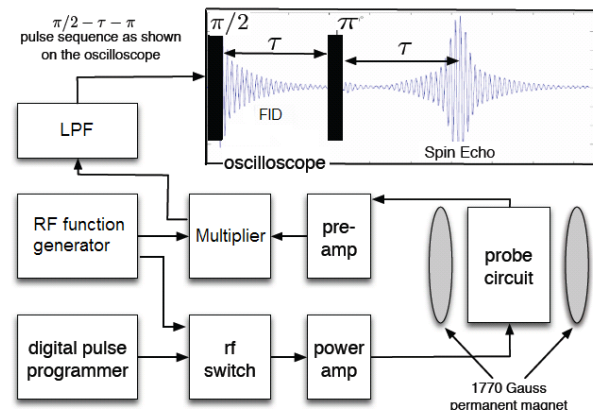 π/2 − τ − π
pulse sequence as shown
on the oscilloscope
π/2
τ
π
τ
FID
Spin Echo
oscilloscope
LPF
RF function
generator
Multiplier
pre-
amp
probe
circuit
digital pulse
programmer
rf
switch
power
amp
1770 Gauss
permanent magnet